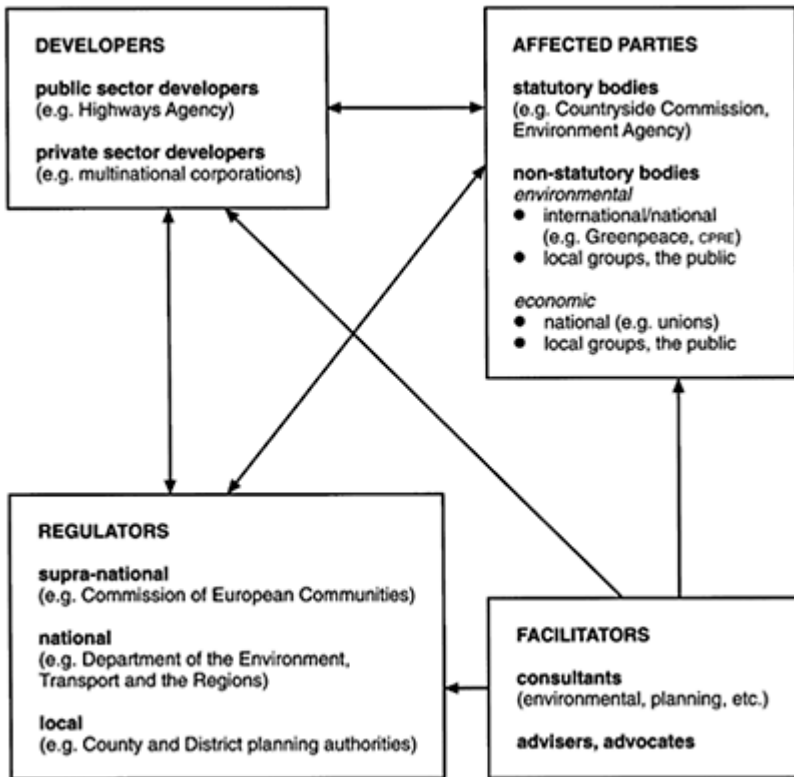 DEVELOPERS
public sector developers
(e.g. Highways Agency)
private sector developers
(e.g. multinational corporations)
AFFECTED PARTIES
statutory bodies
(e.g. Countryside Commission,
Environment Agency)
non-statutory bodies
environmental
● international/national
(e.g. Greenpeace, CPRE)
● local groups, the public
economic
● national (e.g. unions)
● local groups, the public
REGULATORS
supra-national
(e.g. Commission of European Communities)
national
(e.g. Department of the Environment,
Transport and the Regions)
local
(e.g. County and District planning authorities)
FACILITATORS
consultants
(environmental, planning, etc.)
advisers, advocates